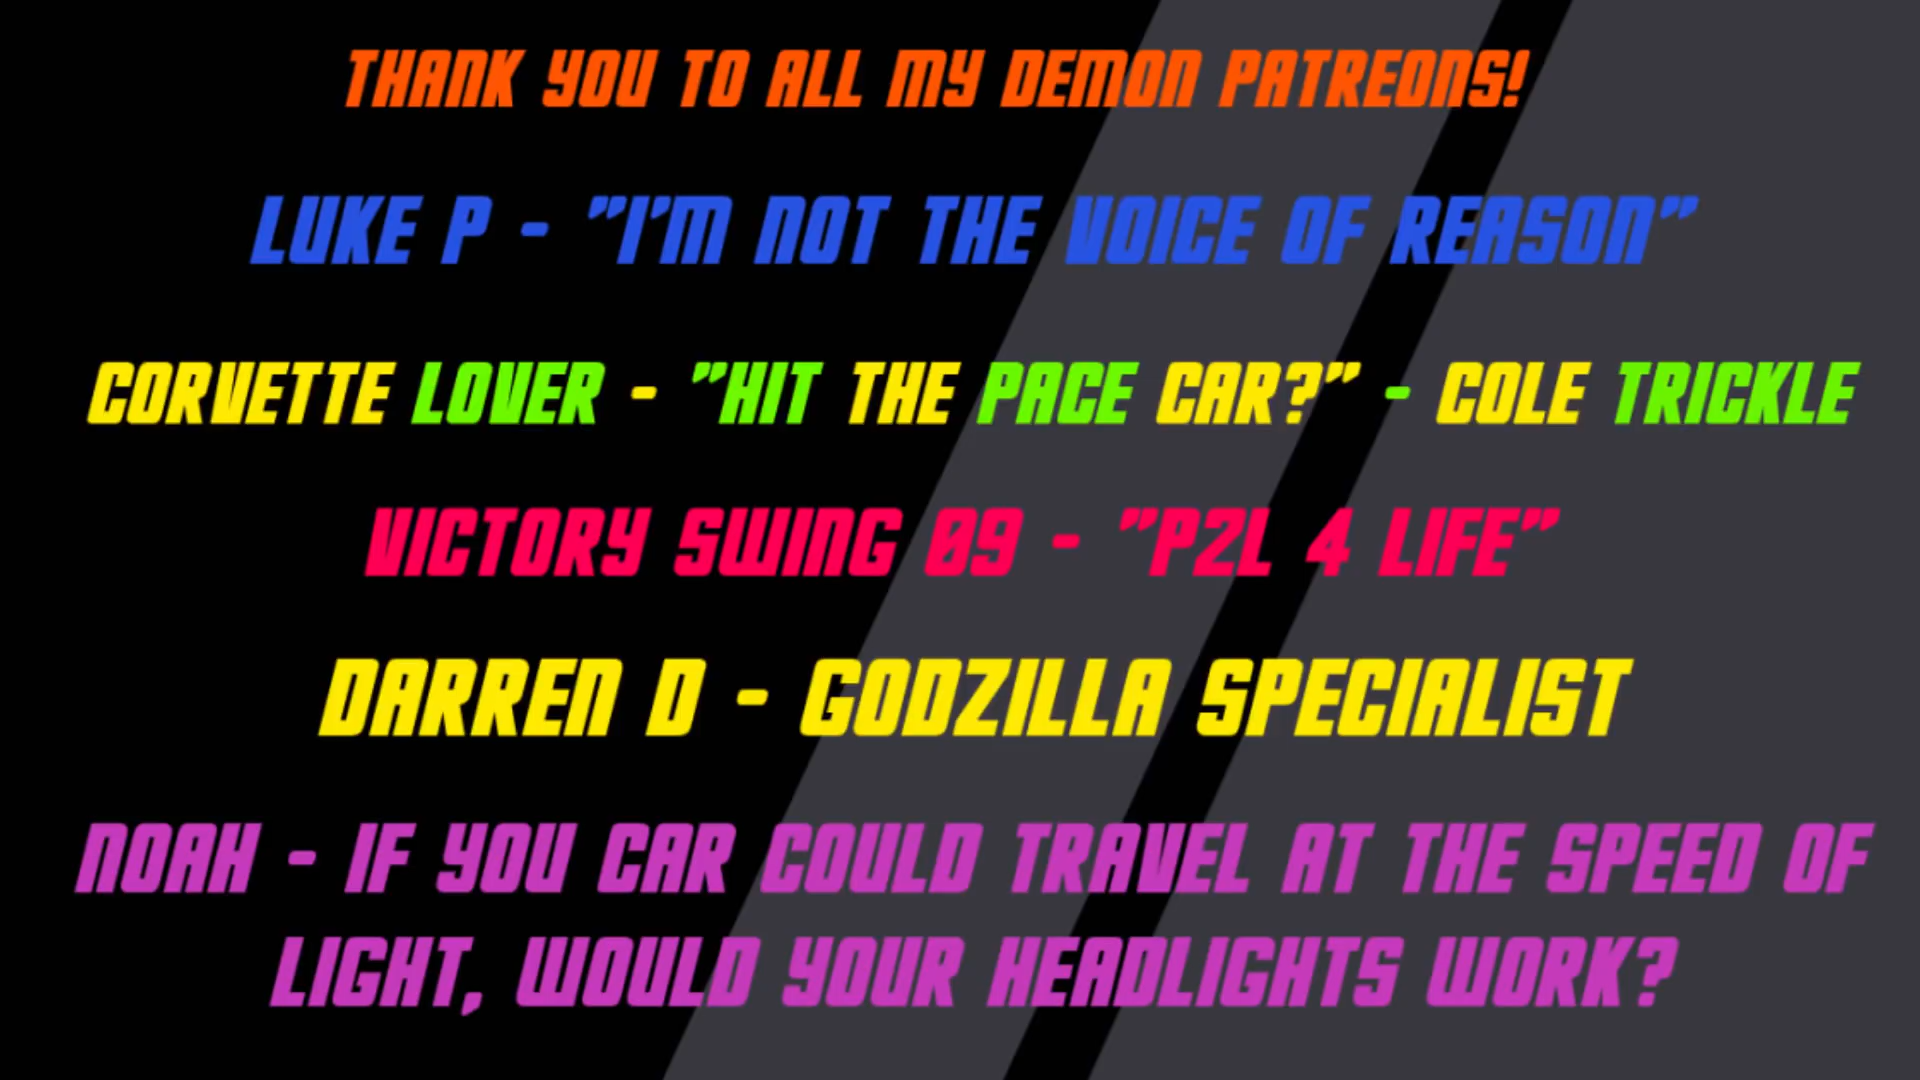 THANK YOU TO ALL MY DEMON PATREONS!
LUKE P - "I'M NOT THE VOICE OF REASON"
CORVETTE LOVER - "HIT THE PACE CAR?" - COLE TRICKLE
VICTORY SWING 09 - "P2L 4 LIFE"
DARREN D - GODZILLA SPECIALIST
NOAH - IF YOU CAR COULD TRAVEL AT THE SPEED OF
LIGHT, WOULD YOUR HEADLIGHTS WORK?